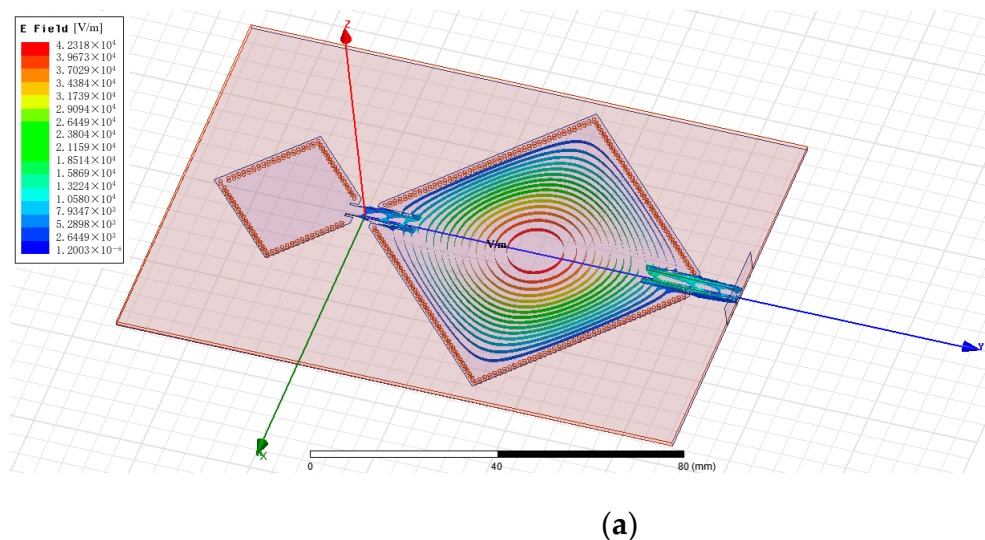 E Field [V/m]
4.2318×10⁴
3.9673×10⁴
3.7029×10⁴
3.4384×10⁴
3.1739×10⁴
2.9094×10⁴
2.6449×10⁴
2.3804×10⁴
2.1159×10⁴
1.8514×10⁴
1.5869×10⁴
1.3224×10⁴
1.0580×10⁴
7.9347×10³
5.2898×10³
2.6449×10³
1.2003×10⁻⁶
Z
V/m
Y
X
0 40 80 (mm)
(a)